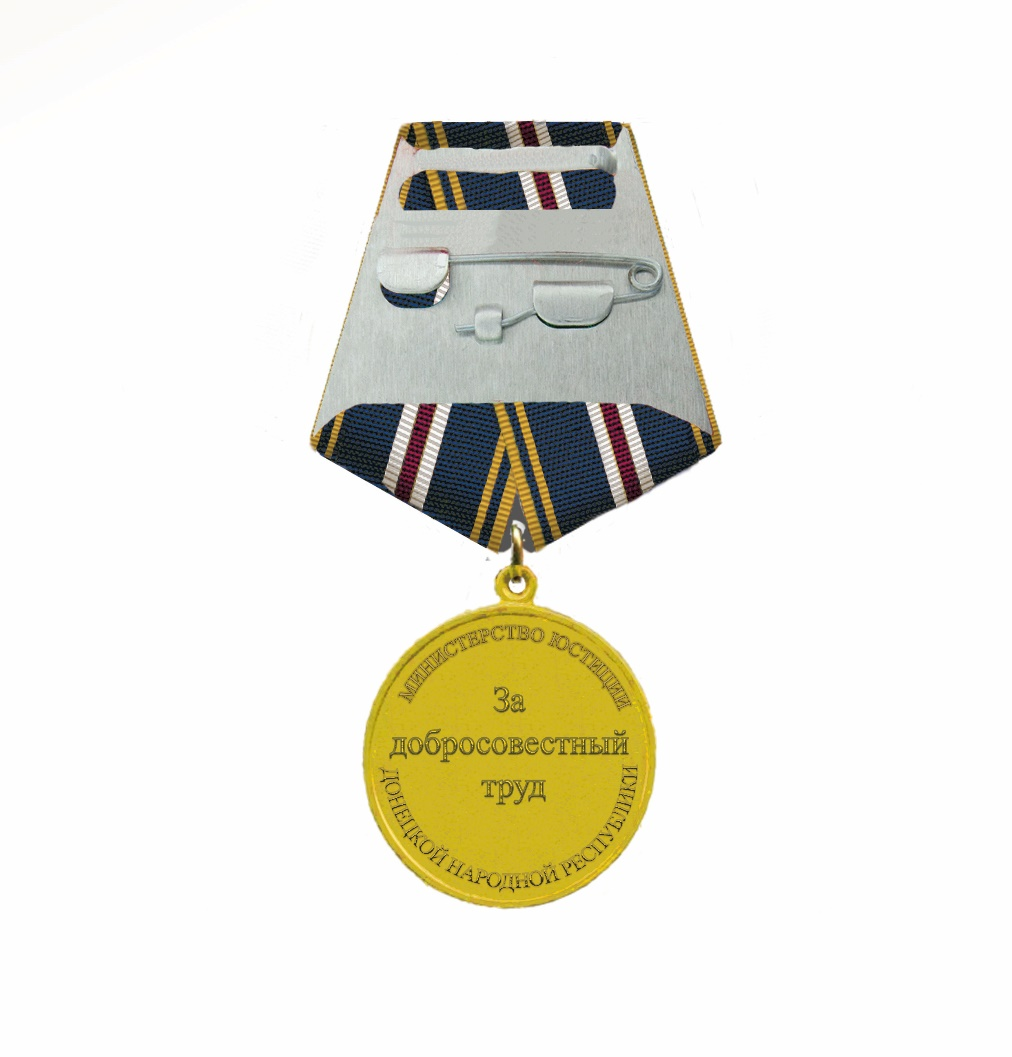 МИНИСТЕРСТВО ЮСТИЦИИ
За
добросовестный
труд
ДОНЕЦКОЙ НАРОДНОЙ РЕСПУБЛИКИ